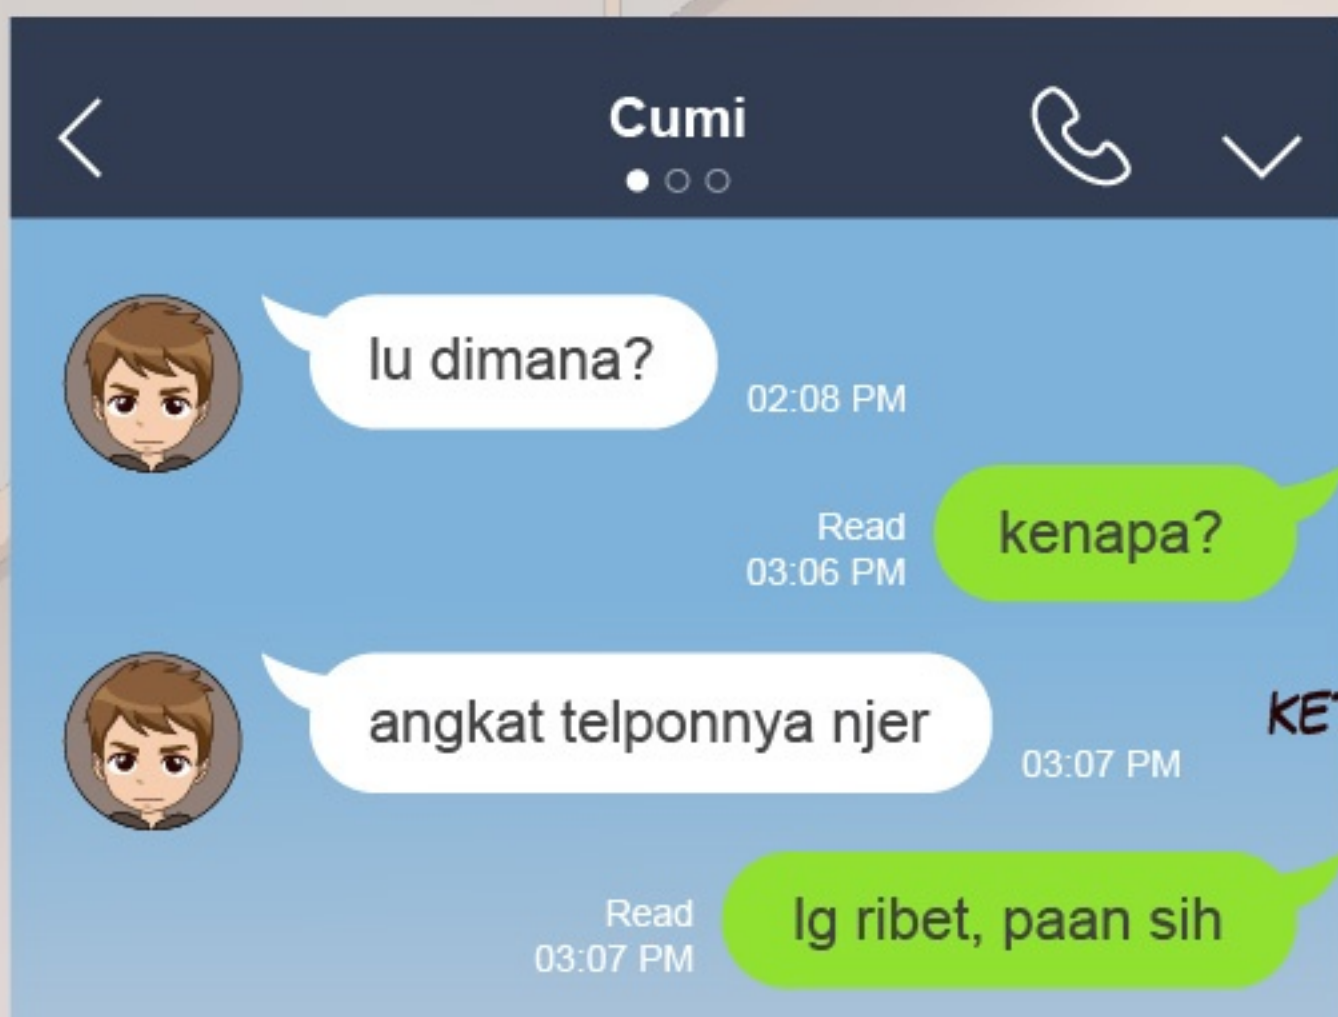 Cumi
lu dimana?
02:08 PM
Read
03:06 PM
kenapa?
angkat telponnya njer
03:07 PM
Read
03:07 PM
lg ribet, paan sih